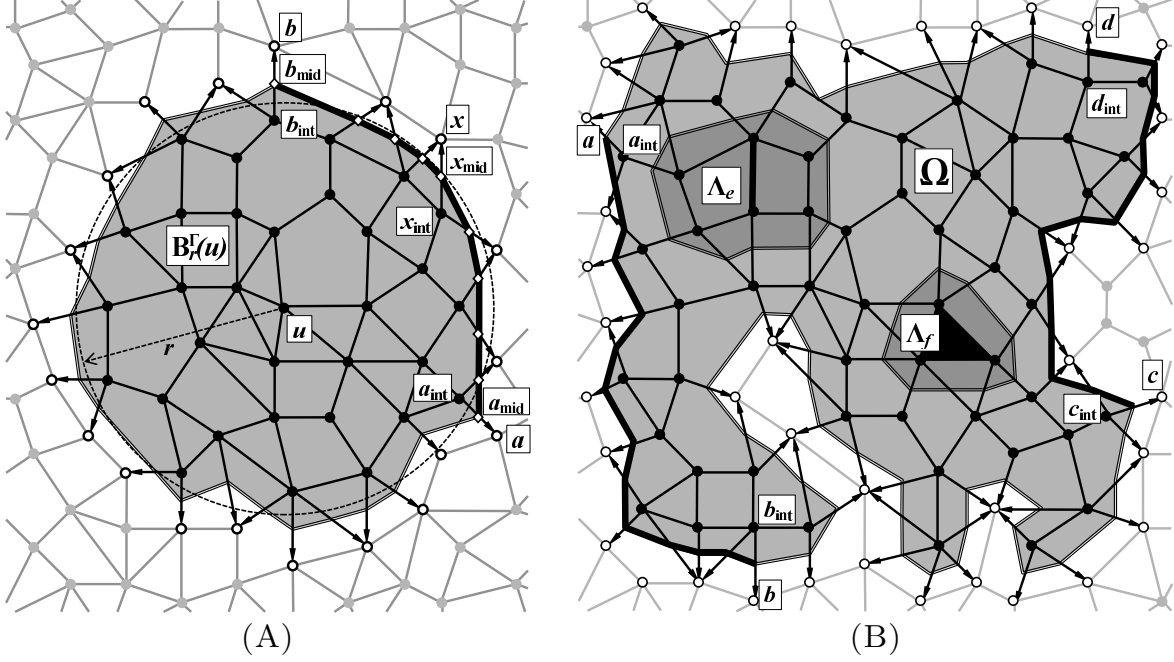 b
b_mid
b_int
x
x_mid
x_int
B_r^Γ(u)
u
r
a_int
a_mid
a
(A)
d
d_int
a
a_int
Λ_e
Ω
Λ_f
c
c_int
b_int
b
(B)